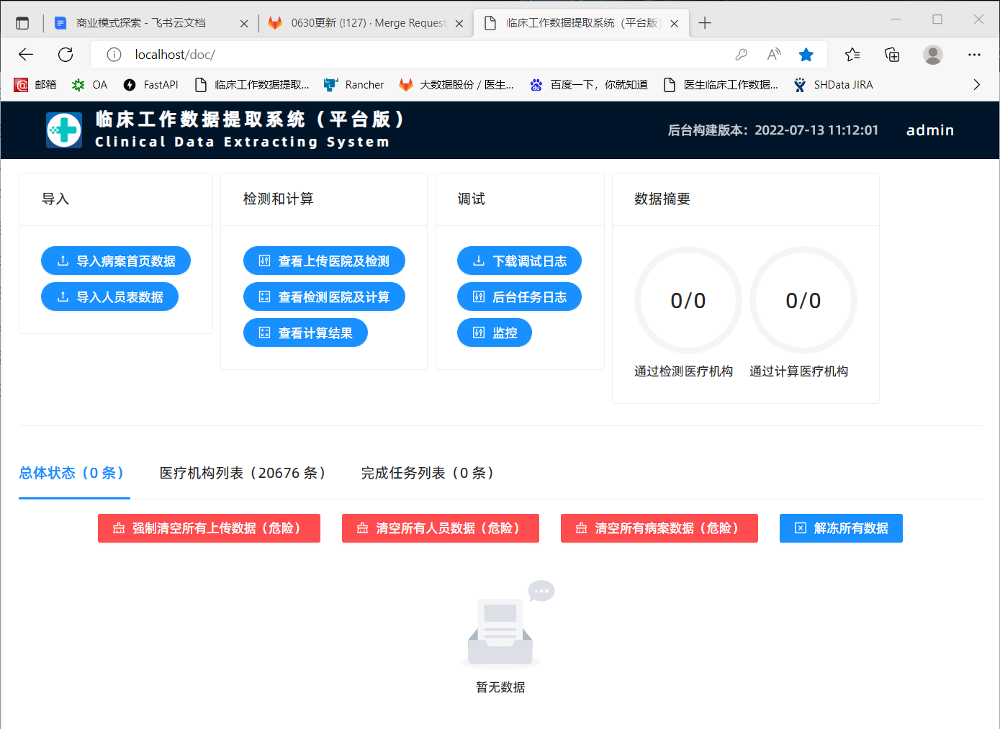 商业模式探索 - 飞书云文档
0630更新 (!127) · Merge Request
临床工作数据提取系统（平台版）
localhost/doc/
邮箱
OA
FastAPI
临床工作数据提取...
Rancher
大数据股份 / 医生...
百度一下，你就知道
医生临床工作数据...
SHData JIRA
临床工作数据提取系统（平台版）
Clinical Data Extracting System
后台构建版本：2022-07-13 11:12:01
admin
导入
导入病案首页数据
导入人员表数据
检测和计算
查看上传医院及检测
查看检测医院及计算
查看计算结果
调试
下载调试日志
后台任务日志
监控
数据摘要
0/0
通过检测医疗机构
0/0
通过计算医疗机构
总体状态（0 条）
医疗机构列表（20676 条）
完成任务列表（0 条）
强制清空所有上传数据（危险）
清空所有人员数据（危险）
清空所有病案数据（危险）
解冻所有数据
暂无数据